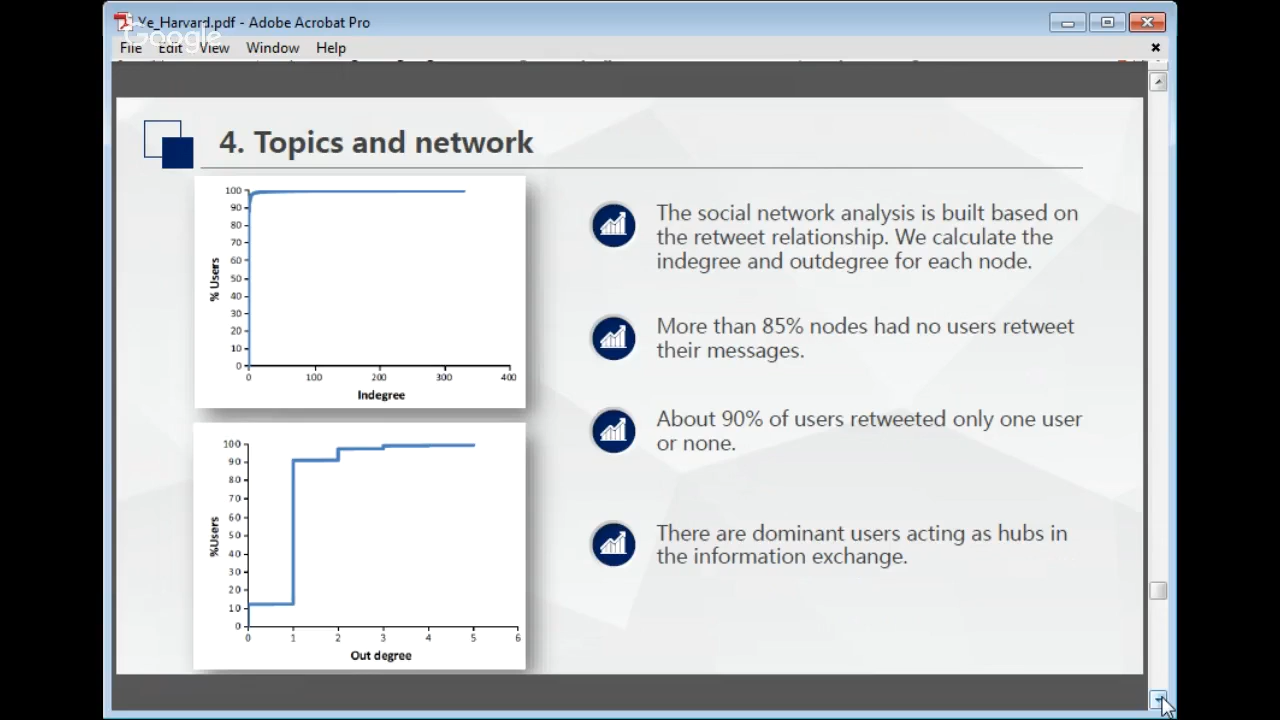 Ye_Harvard.pdf - Adobe Acrobat Pro
Google
File Edit View Window Help
4. Topics and network
100
90
80
70
60
50
40
30
20
10
0
% Users
0 100 200 300 400
Indegree
The social network analysis is built based on
the retweet relationship. We calculate the
indegree and outdegree for each node.
More than 85% nodes had no users retweet
their messages.
About 90% of users retweeted only one user
or none.
There are dominant users acting as hubs in
the information exchange.
100
90
80
70
60
50
40
30
20
10
0
%Users
0 1 2 3 4 5 6
Out degree